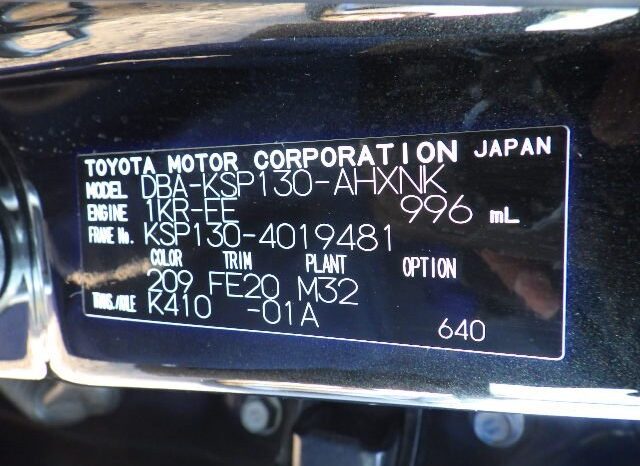 TOYOTA MOTOR CORPORATION JAPAN
MODEL DBA-KSP130-AHXNK
ENGINE 1KR-FE 996 mL
FRAME No. KSP130-4019481
COLOR TRIM PLANT OPTION
209 FE20 M32
TRANS./AXLE K410 -01A
640